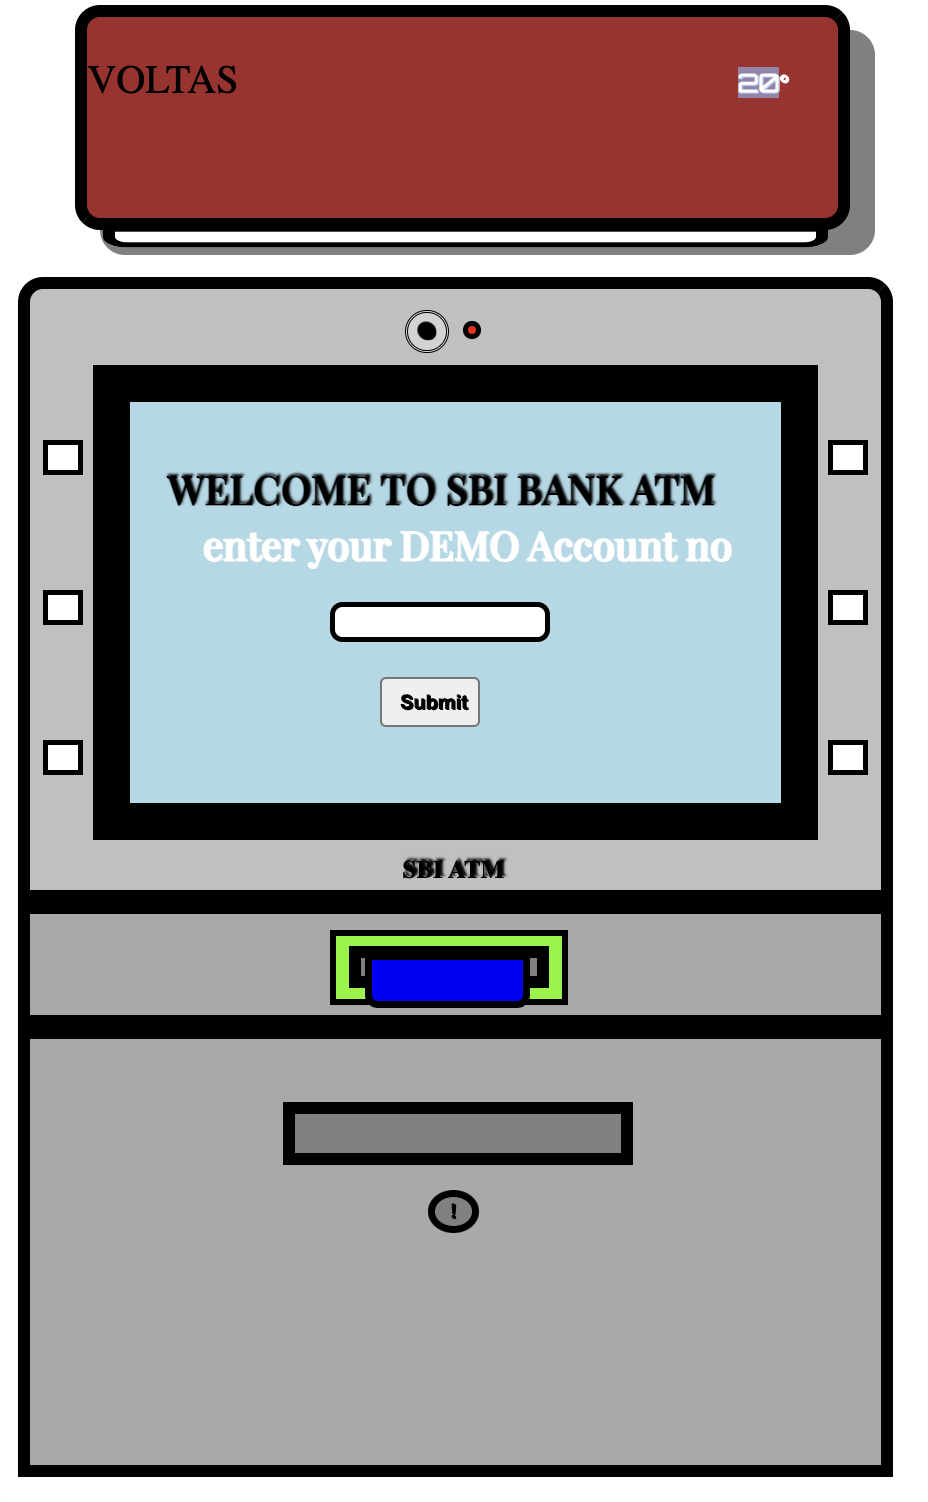 VOLTAS
20°
WELCOME TO SBI BANK ATM
enter your DEMO Account no
Submit
SBI ATM
!